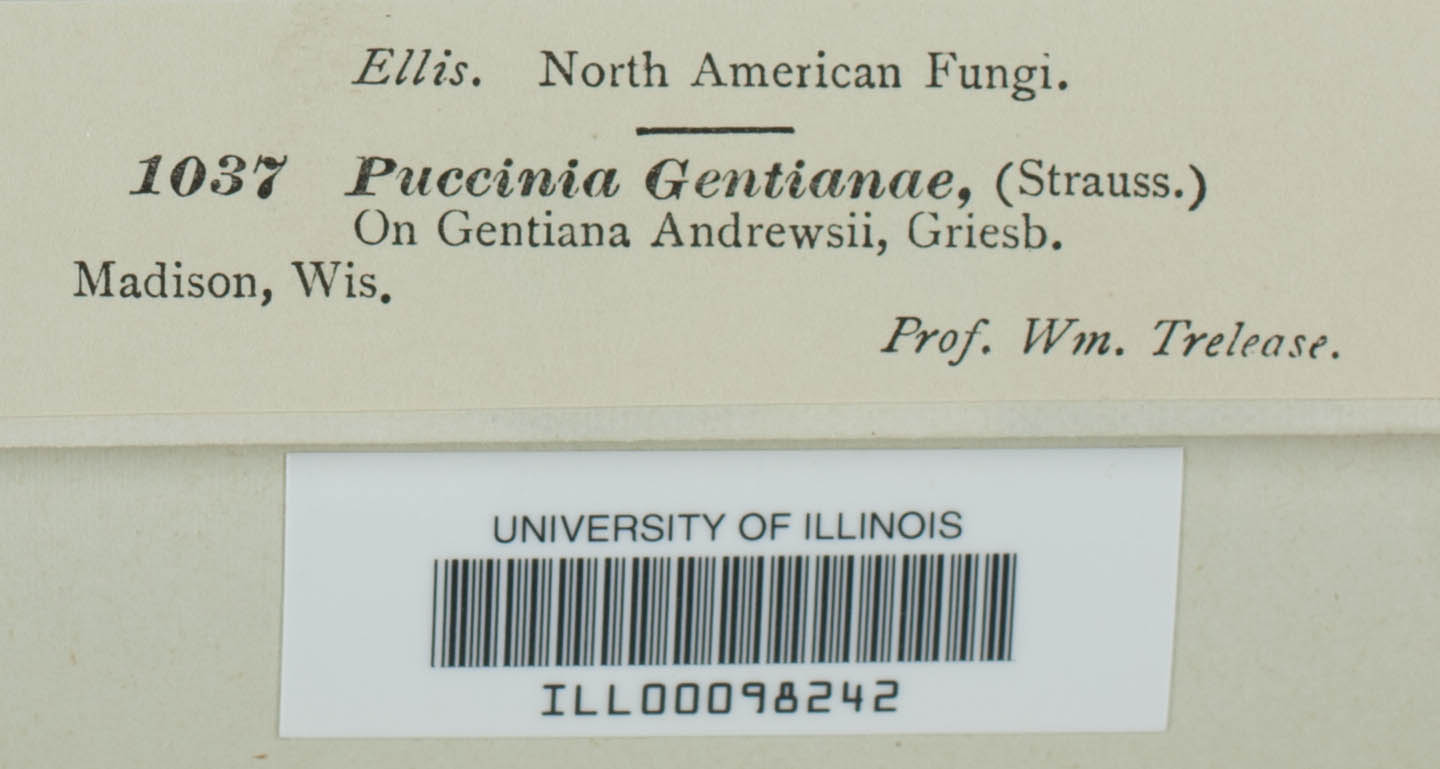 Ellis. North American Fungi.
1037 Puccinia Gentianae, (Strauss.)
On Gentiana Andrewsii, Griesb.
Madison, Wis.
Prof. Wm. Trelease.
UNIVERSITY OF ILLINOIS
ILL00098242